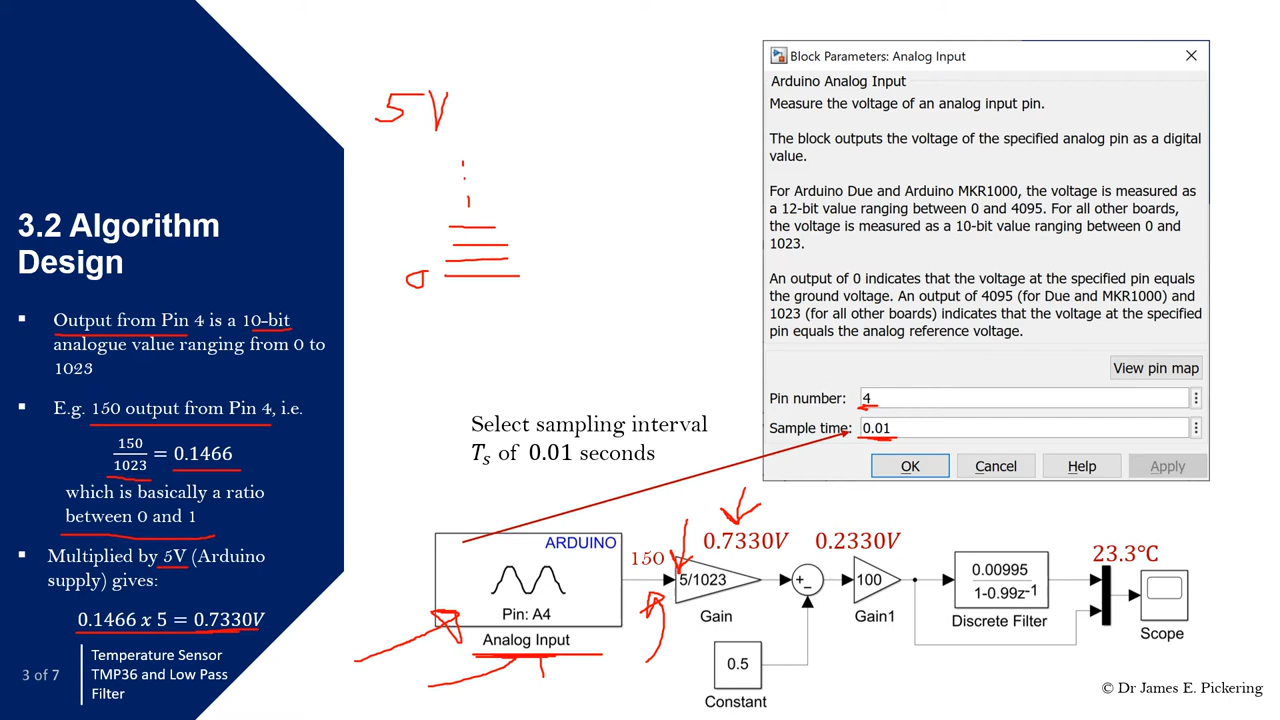 3.2 Algorithm
Design
▪ Output from Pin 4 is a 10-bit
analogue value ranging from 0 to
1023
▪ E.g. 150 output from Pin 4, i.e.
150/1023 = 0.1466
which is basically a ratio
between 0 and 1
▪ Multiplied by 5V (Arduino
supply) gives:
0.1466 x 5 = 0.7330V
3 of 7
Temperature Sensor
TMP36 and Low Pass
Filter
5V
0
Block Parameters: Analog Input
Arduino Analog Input
Measure the voltage of an analog input pin.
The block outputs the voltage of the specified analog pin as a digital
value.
For Arduino Due and Arduino MKR1000, the voltage is measured as
a 12-bit value ranging between 0 and 4095. For all other boards,
the voltage is measured as a 10-bit value ranging between 0 and
1023.
An output of 0 indicates that the voltage at the specified pin equals
the ground voltage. An output of 4095 (for Due and MKR1000) and
1023 (for all other boards) indicates that the voltage at the specified
pin equals the analog reference voltage.
View pin map
Pin number: 4
Sample time: 0.01
OK Cancel Help Apply
Select sampling interval
Tₛ of 0.01 seconds
ARDUINO
Pin: A4
Analog Input
150
5/1023
Gain
0.7330V
+
−
0.5
Constant
0.2330V
100
Gain1
0.00995
1-0.99z⁻¹
Discrete Filter
23.3°C
Scope
© Dr James E. Pickering